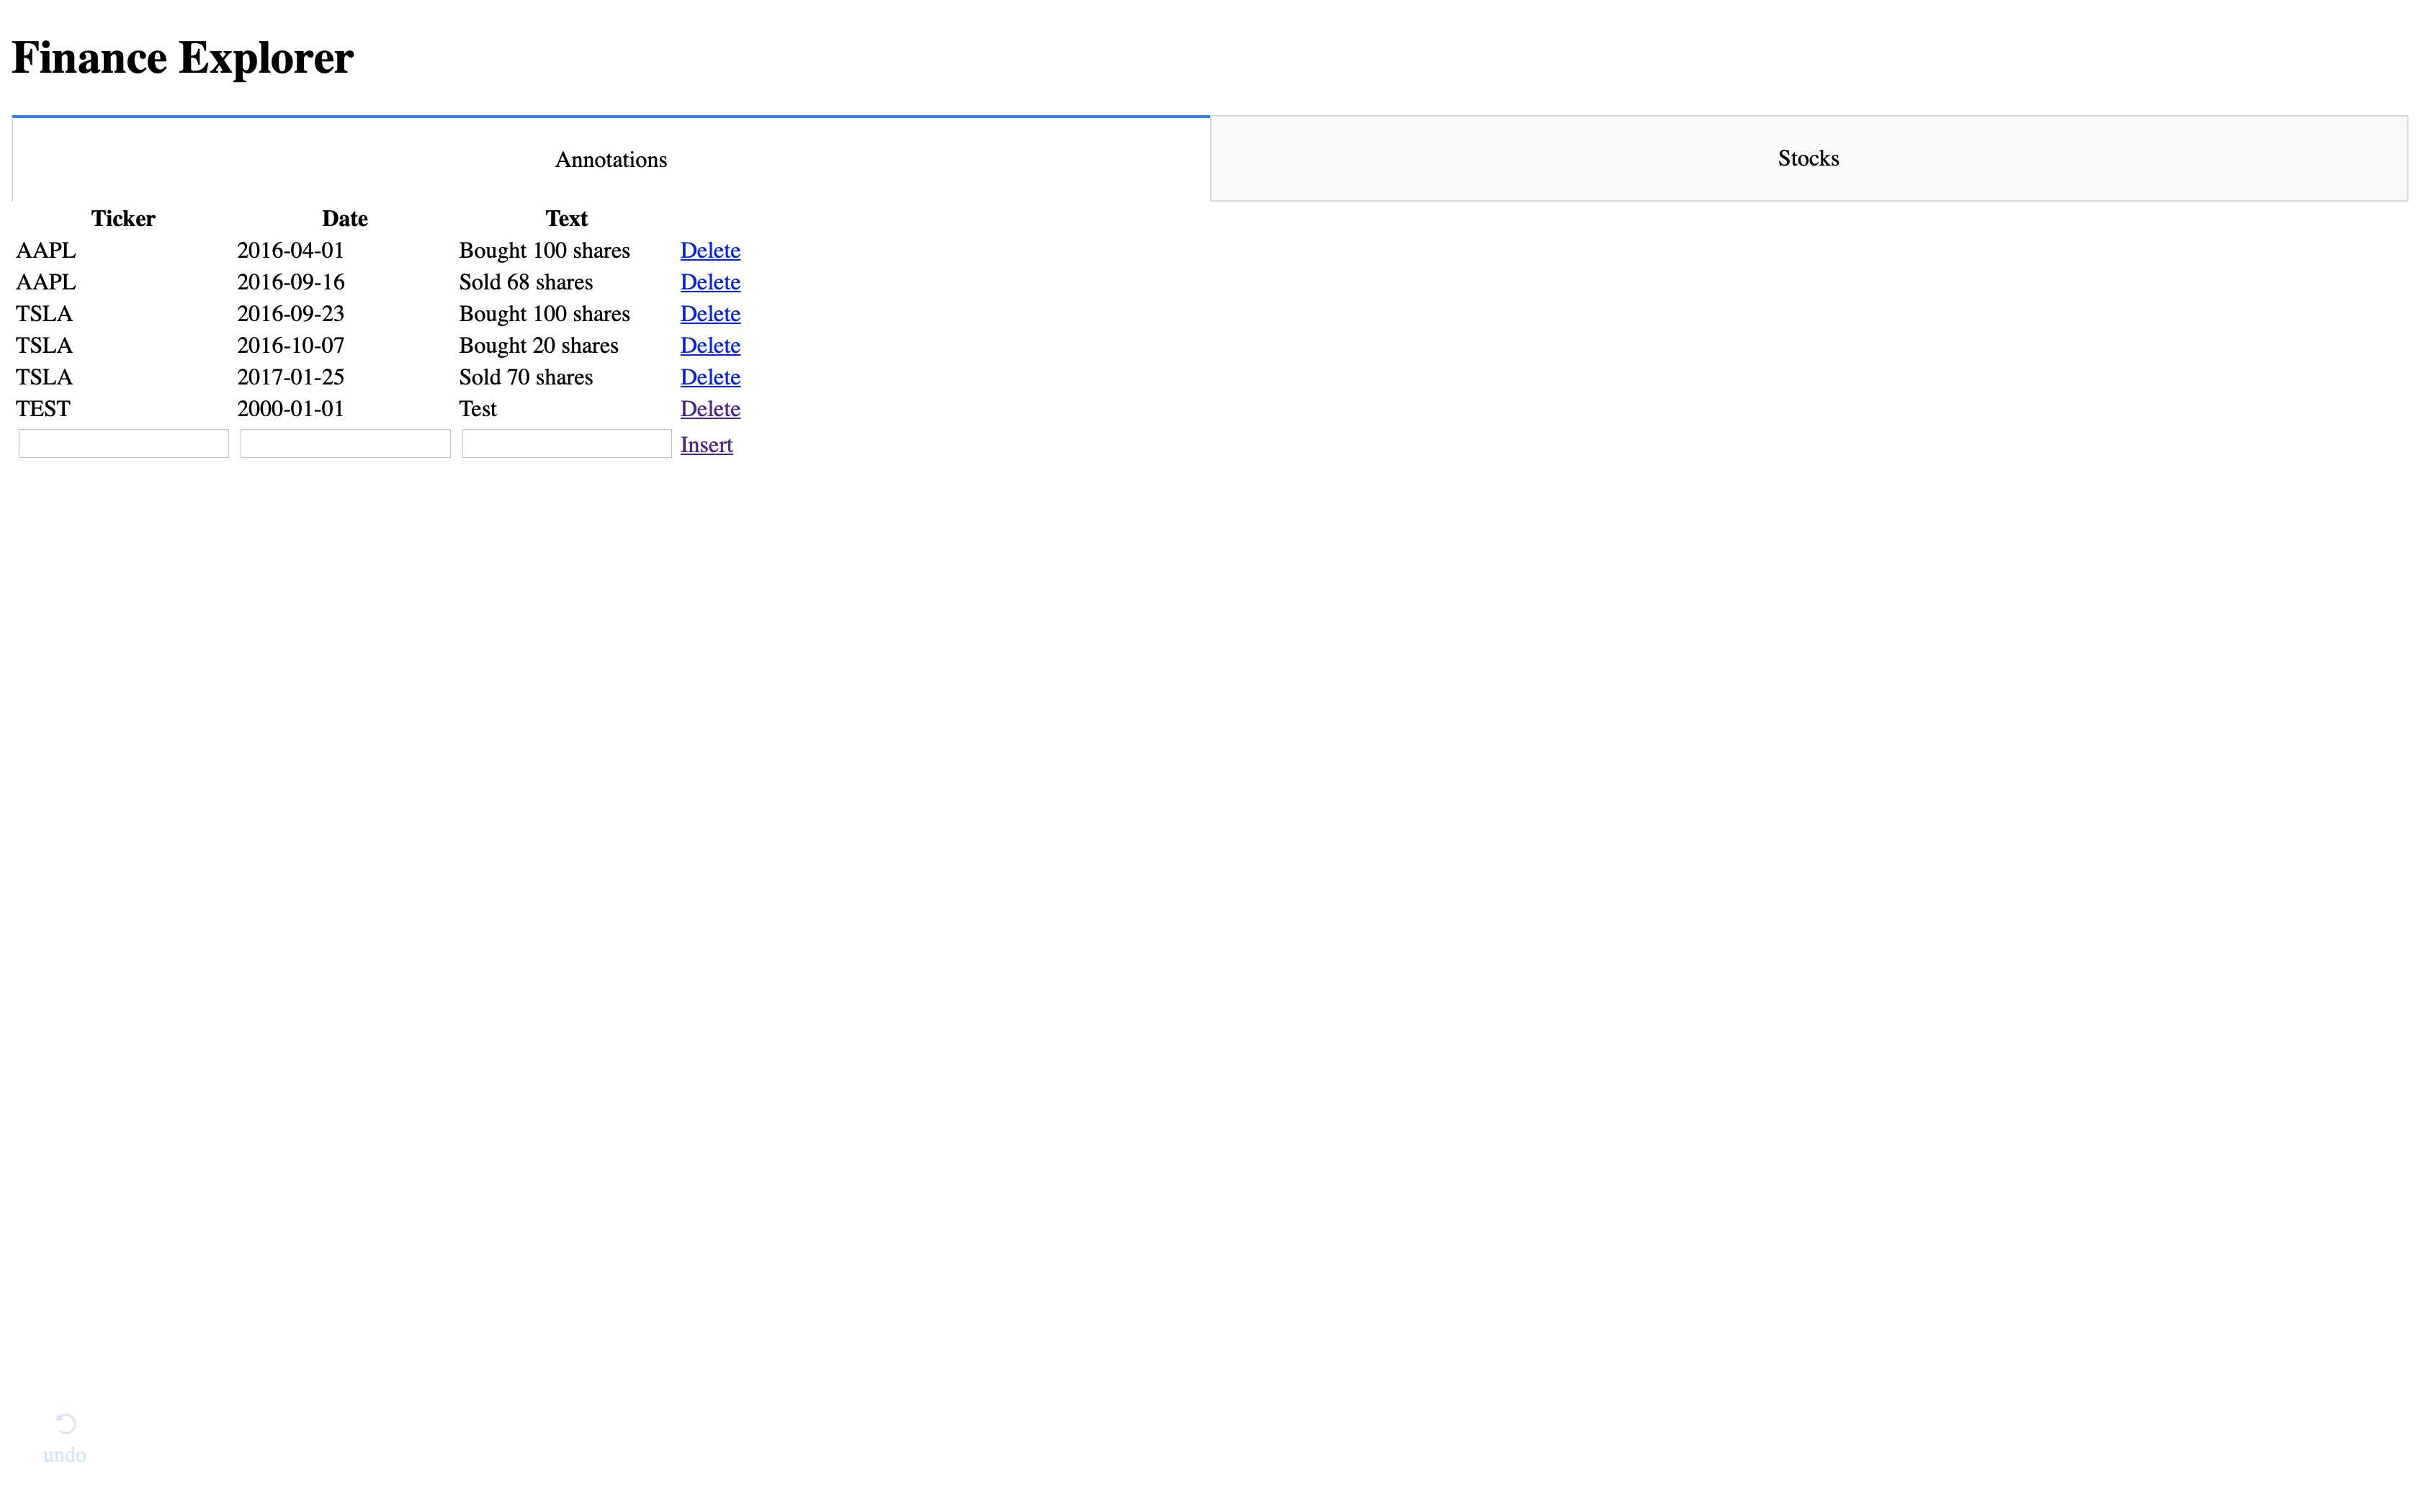 Finance Explorer
Annotations Stocks
Ticker Date Text
AAPL 2016-04-01 Bought 100 shares Delete
AAPL 2016-09-16 Sold 68 shares Delete
TSLA 2016-09-23 Bought 100 shares Delete
TSLA 2016-10-07 Bought 20 shares Delete
TSLA 2017-01-25 Sold 70 shares Delete
TEST 2000-01-01 Test Delete
Insert
undo